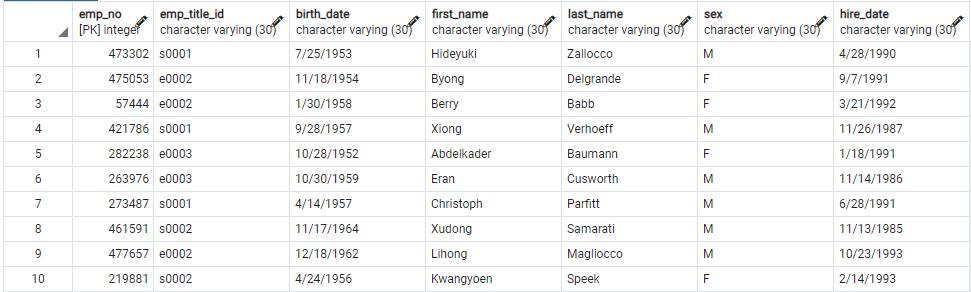 emp_no emp_title_id birth_date first_name last_name sex hire_date
[PK] integer character varying (30) character varying (30) character varying (30) character varying (30) character varying (30) character varying (30)
1 473302 s0001 7/25/1953 Hideyuki Zallocco M 4/28/1990
2 475053 e0002 11/18/1954 Byong Delgrande F 9/7/1991
3 57444 e0002 1/30/1958 Berry Babb F 3/21/1992
4 421786 s0001 9/28/1957 Xiong Verhoeff M 11/26/1987
5 282238 e0003 10/28/1952 Abdelkader Baumann F 1/18/1991
6 263976 e0003 10/30/1959 Eran Cusworth M 11/14/1986
7 273487 s0001 4/14/1957 Christoph Parfitt M 6/28/1991
8 461591 s0002 11/17/1964 Xudong Samarati M 11/13/1985
9 477657 e0002 12/18/1962 Lihong Magliocco M 10/23/1993
10 219881 s0002 4/24/1956 Kwangyoen Speek F 2/14/1993